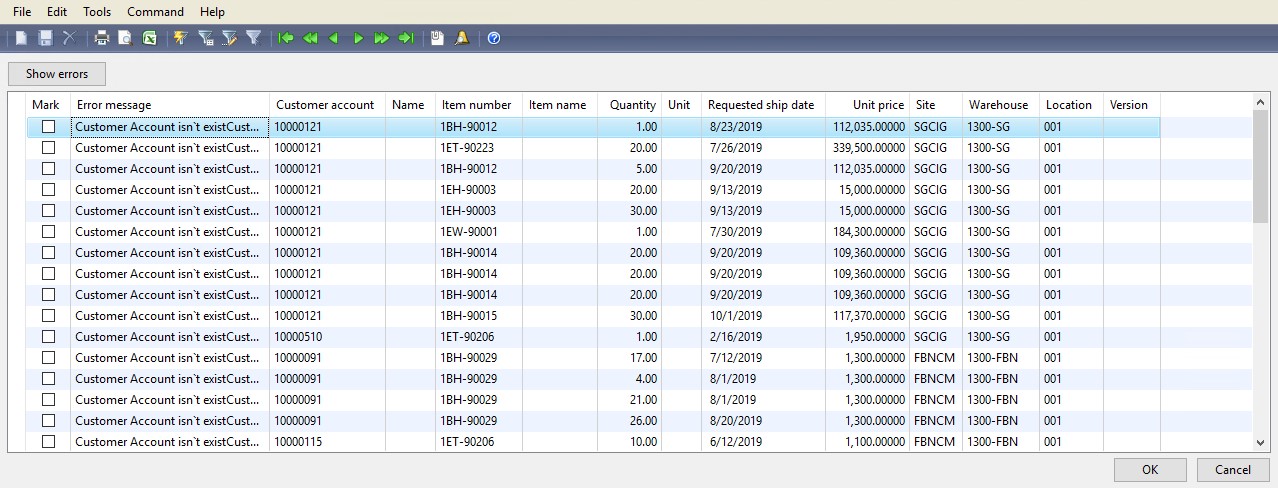 File Edit Tools Command Help
Show errors
Mark Error message Customer account Name Item number Item name Quantity Unit Requested ship date Unit price Site Warehouse Location Version
Customer Account isn`t existCust... 10000121 1BH-90012 1.00 8/23/2019 112,035.00000 SGCIG 1300-SG 001
Customer Account isn`t existCust... 10000121 1ET-90223 20.00 7/26/2019 339,500.00000 SGCIG 1300-SG 001
Customer Account isn`t existCust... 10000121 1BH-90012 5.00 9/20/2019 112,035.00000 SGCIG 1300-SG 001
Customer Account isn`t existCust... 10000121 1EH-90003 20.00 9/13/2019 15,000.00000 SGCIG 1300-SG 001
Customer Account isn`t existCust... 10000121 1EH-90003 30.00 9/13/2019 15,000.00000 SGCIG 1300-SG 001
Customer Account isn`t existCust... 10000121 1EW-90001 1.00 7/30/2019 184,300.00000 SGCIG 1300-SG 001
Customer Account isn`t existCust... 10000121 1BH-90014 20.00 9/20/2019 109,360.00000 SGCIG 1300-SG 001
Customer Account isn`t existCust... 10000121 1BH-90014 20.00 9/20/2019 109,360.00000 SGCIG 1300-SG 001
Customer Account isn`t existCust... 10000121 1BH-90014 20.00 9/20/2019 109,360.00000 SGCIG 1300-SG 001
Customer Account isn`t existCust... 10000121 1BH-90015 30.00 10/1/2019 117,370.00000 SGCIG 1300-SG 001
Customer Account isn`t existCust... 10000510 1ET-90206 1.00 2/16/2019 1,950.00000 SGCIG 1300-SG 001
Customer Account isn`t existCust... 10000091 1BH-90029 17.00 7/12/2019 1,300.00000 FBNCM 1300-FBN 001
Customer Account isn`t existCust... 10000091 1BH-90029 4.00 8/1/2019 1,300.00000 FBNCM 1300-FBN 001
Customer Account isn`t existCust... 10000091 1BH-90029 21.00 8/1/2019 1,300.00000 FBNCM 1300-FBN 001
Customer Account isn`t existCust... 10000091 1BH-90029 26.00 8/20/2019 1,300.00000 FBNCM 1300-FBN 001
Customer Account isn`t existCust... 10000115 1ET-90206 10.00 6/12/2019 1,100.00000 FBNCM 1300-FBN 001
OK Cancel